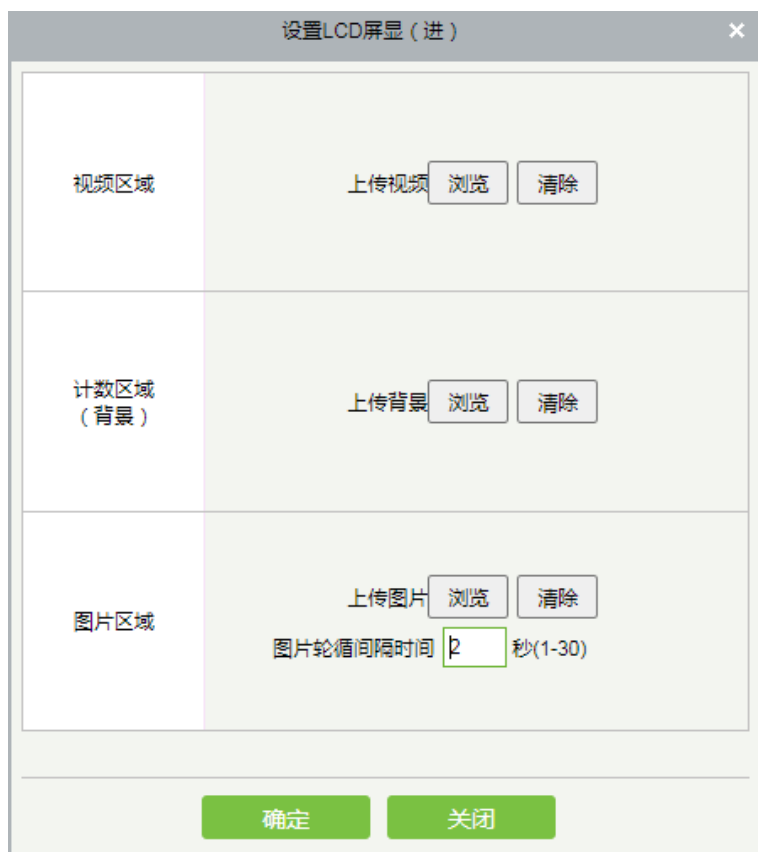 设置LCD屏显（进）
视频区域
上传视频 浏览 清除
计数区域
（背景）
上传背景 浏览 清除
图片区域
上传图片 浏览 清除
图片轮循间隔时间 2 秒(1-30)
确定 关闭